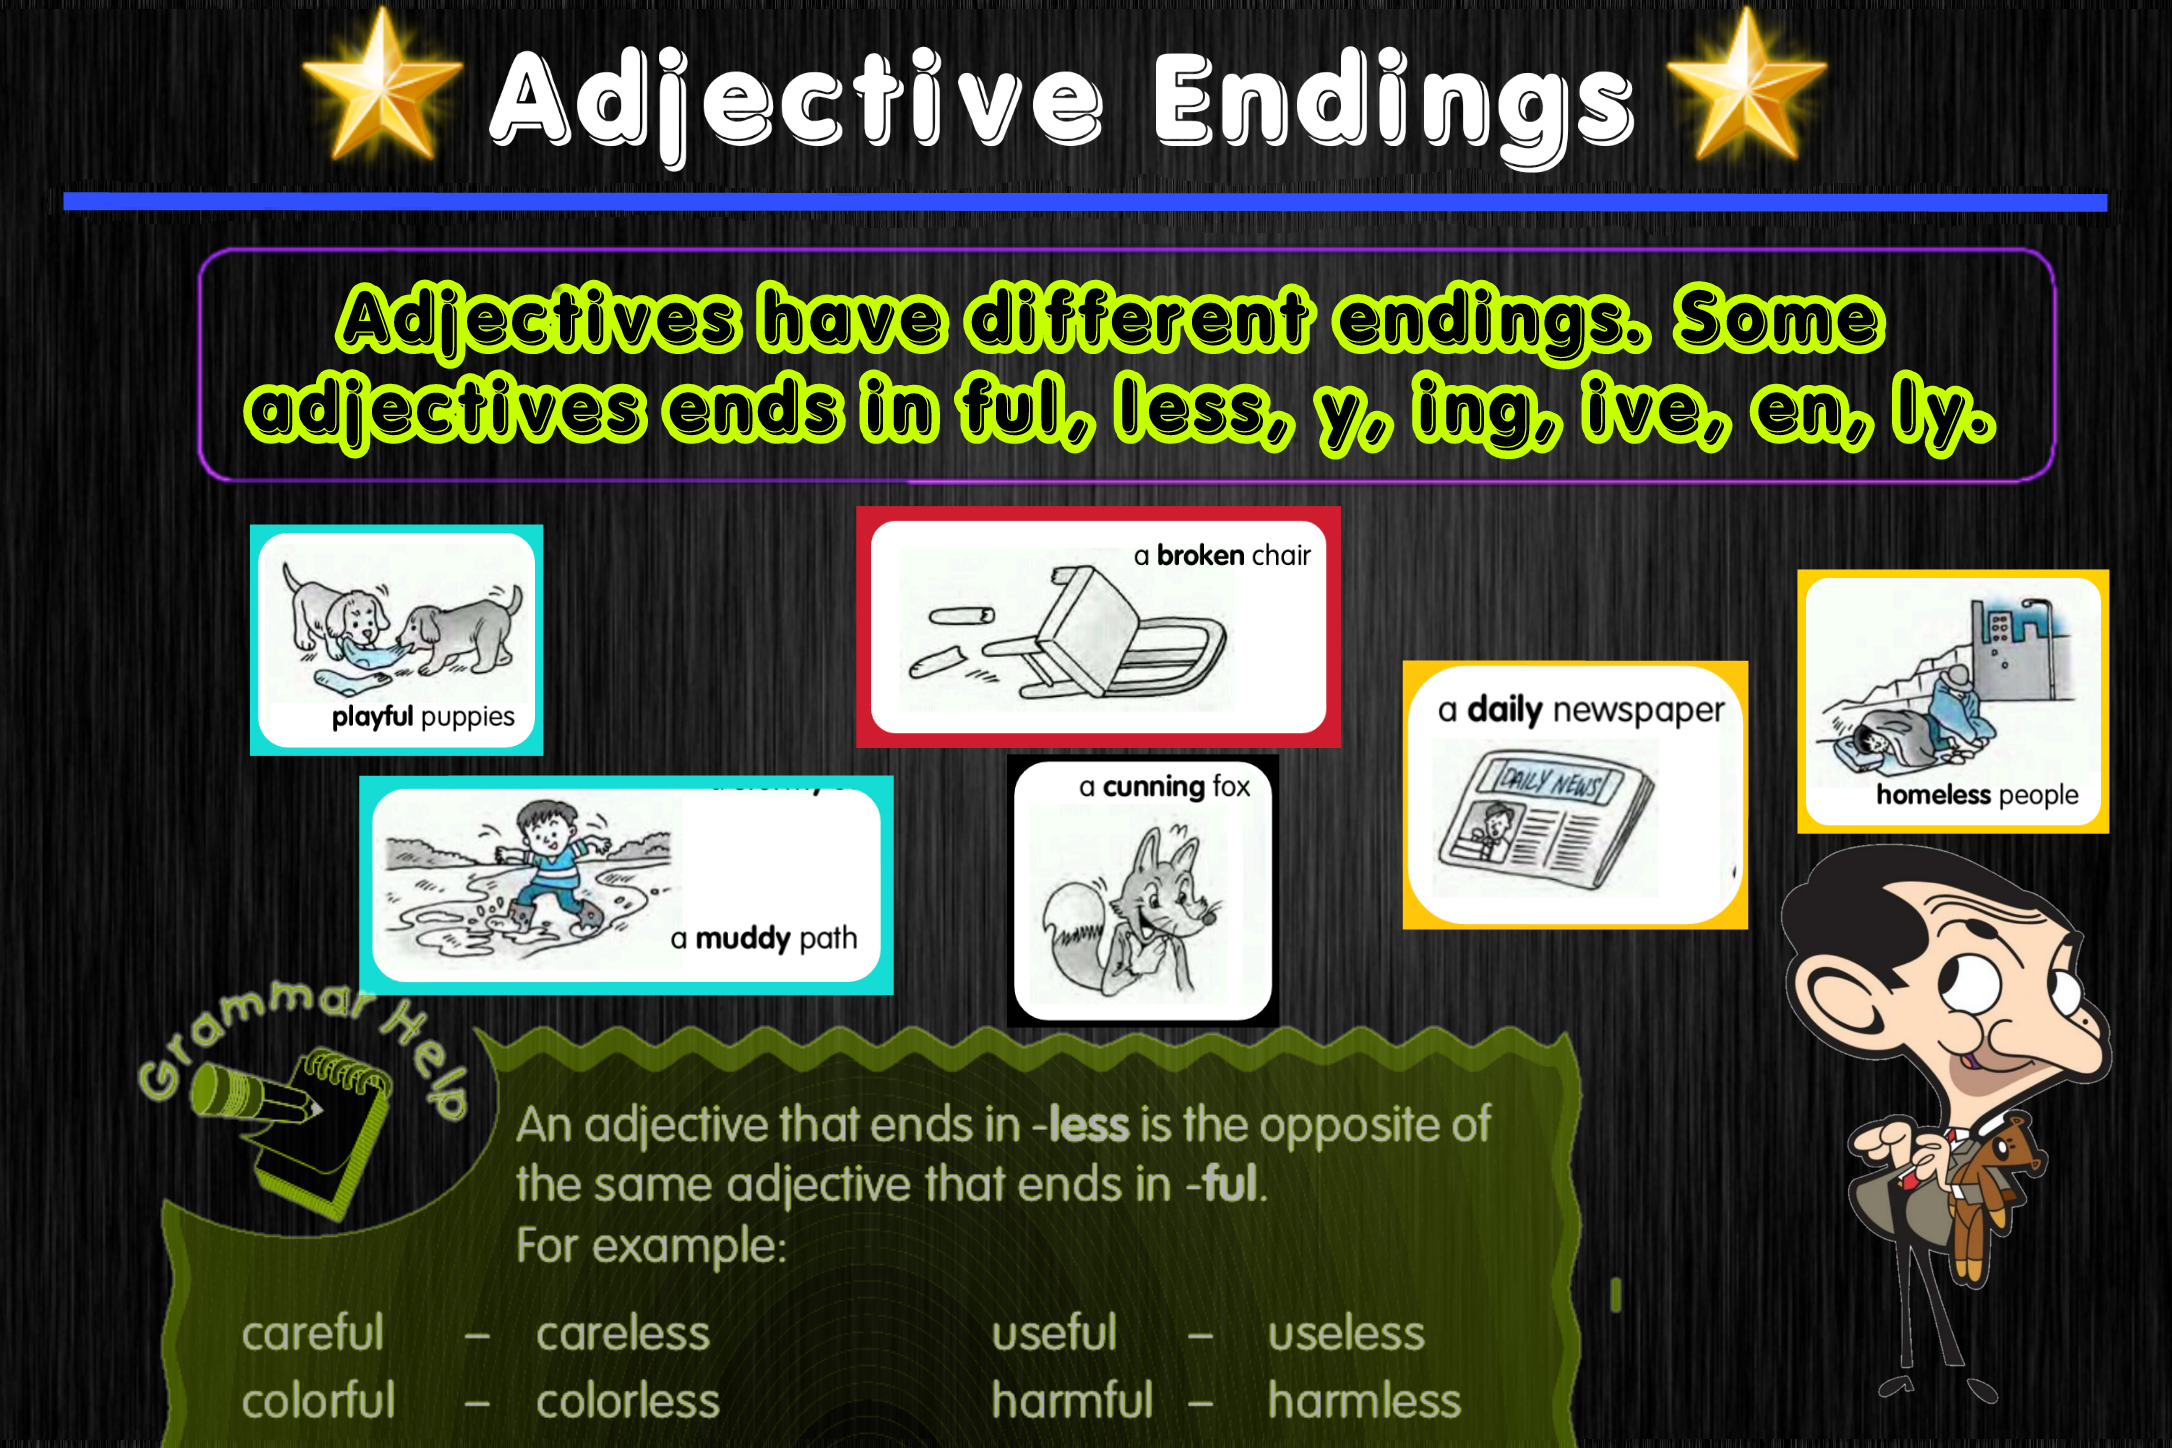 Adjective Endings
Adjectives have different endings. Some
adjectives ends in ful, less, y, ing, ive, en, ly.
playful puppies
a broken chair
a daily newspaper
DAILY NEWS
homeless people
a muddy path
a cunning fox
Grammar Help
An adjective that ends in -less is the opposite of
the same adjective that ends in -ful.
For example:
careful – careless useful – useless
colorful – colorless harmful – harmless